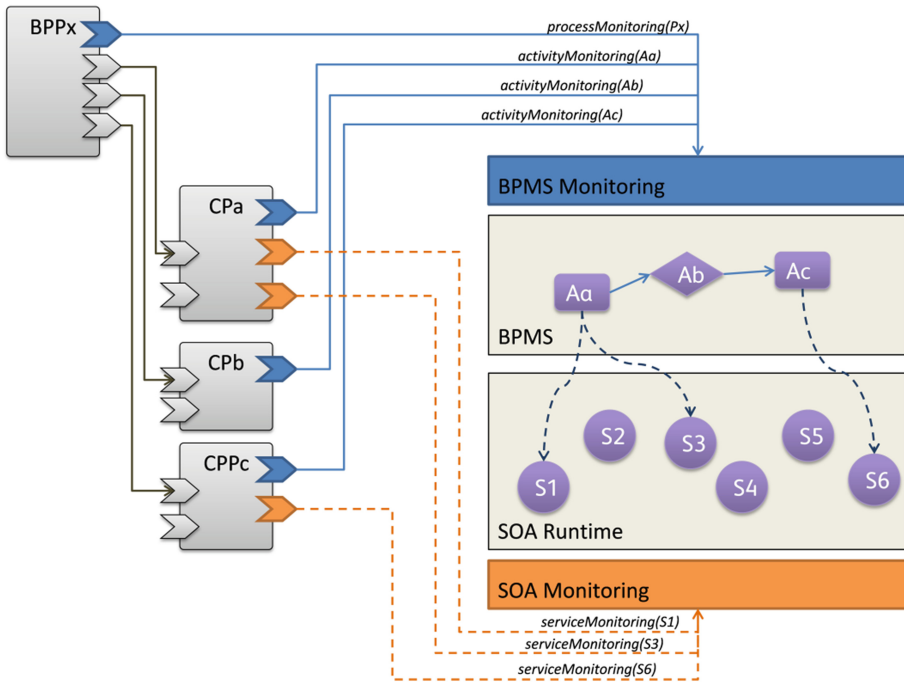 BPPx
processMonitoring(Px)
activityMonitoring(Aa)
activityMonitoring(Ab)
activityMonitoring(Ac)
BPMS Monitoring
CPa
Aa
Ab
Ac
BPMS
CPb
CPPc
S1
S2
S3
S4
S5
S6
SOA Runtime
SOA Monitoring
serviceMonitoring(S1)
serviceMonitoring(S3)
serviceMonitoring(S6)